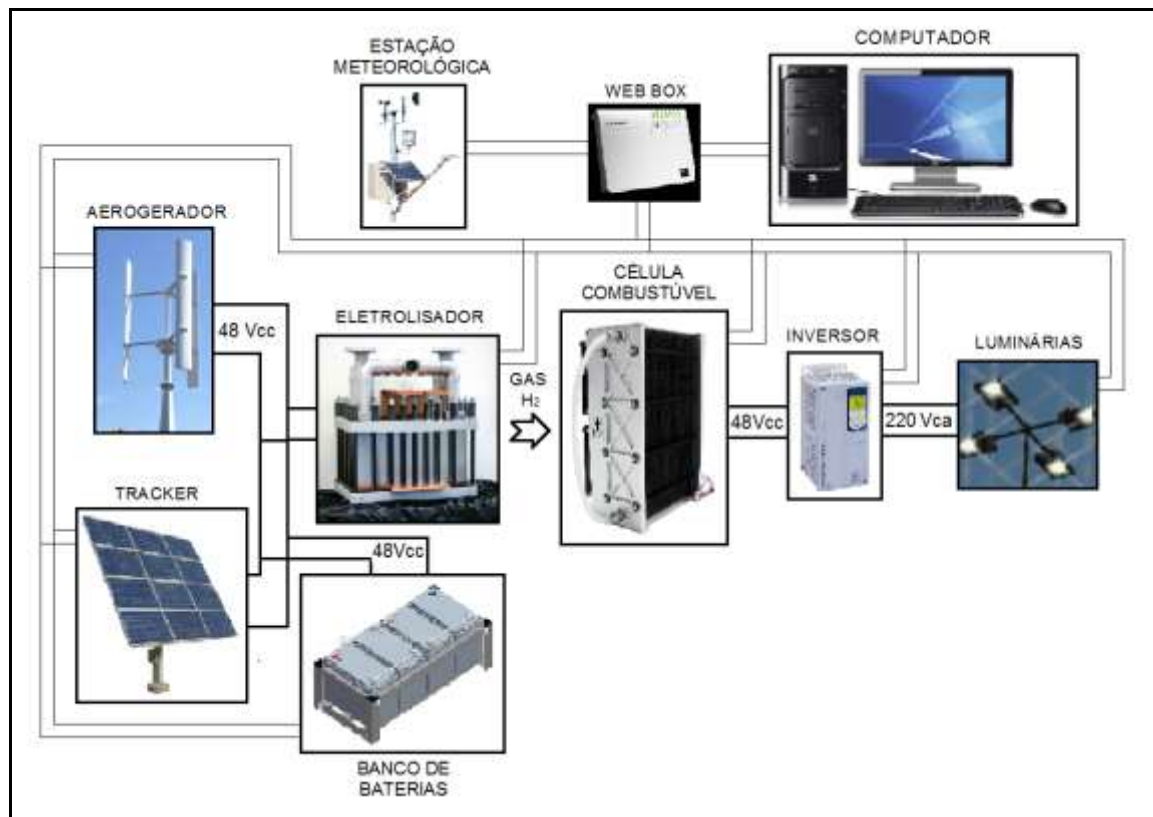 ESTAÇÃO
METEOROLÓGICA
WEB BOX
COMPUTADOR
AEROGERADOR
48 Vcc
ELETROLISADOR
GAS
H2
CÉLULA
COMBUSTÚVEL
48Vcc
INVERSOR
220 Vca
LUMINÁRIAS
TRACKER
48Vcc
BANCO DE
BATERIAS